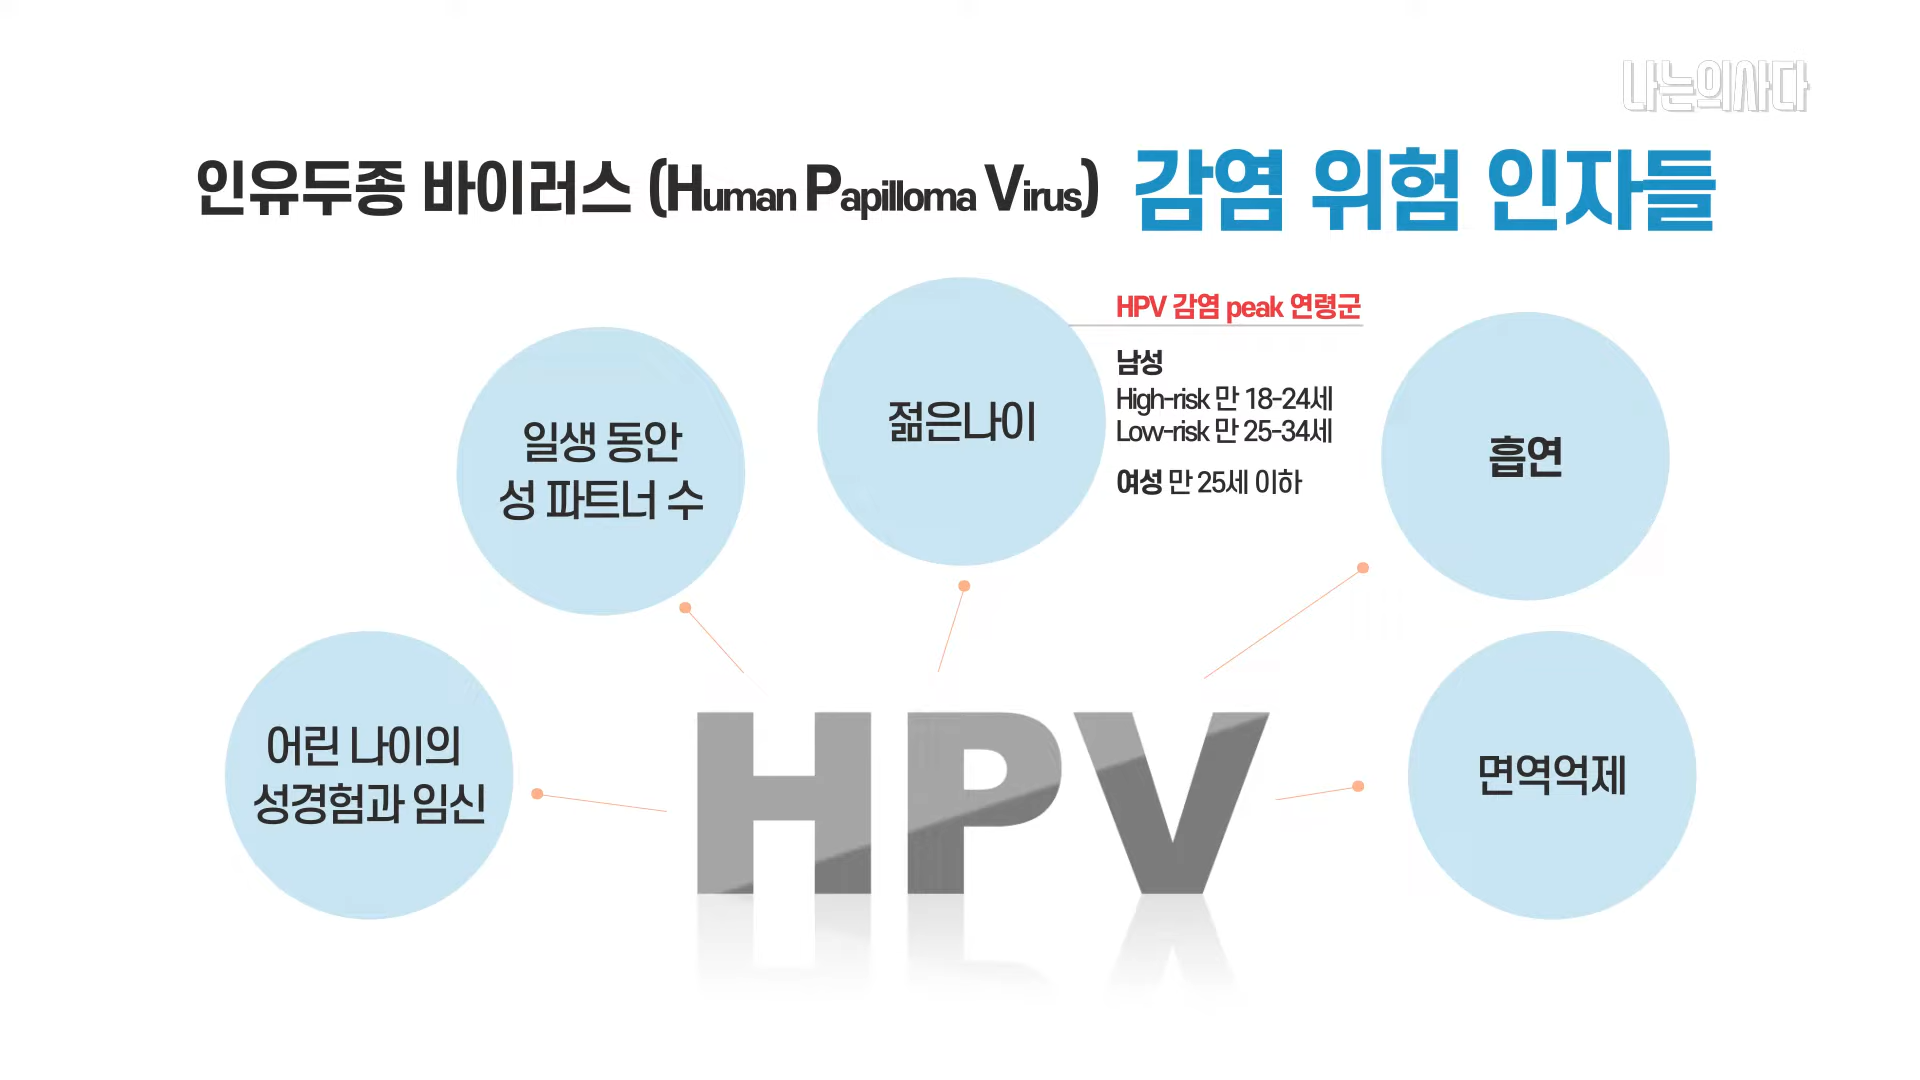 나는의사다
인유두종 바이러스 (Human Papilloma Virus) 감염 위험 인자들
어린 나이의
성경험과 임신
일생 동안
성 파트너 수
젊은나이
HPV 감염 peak 연령군
남성
High-risk 만 18-24세
Low-risk 만 25-34세
여성 만 25세 이하
흡연
면역억제
HPV